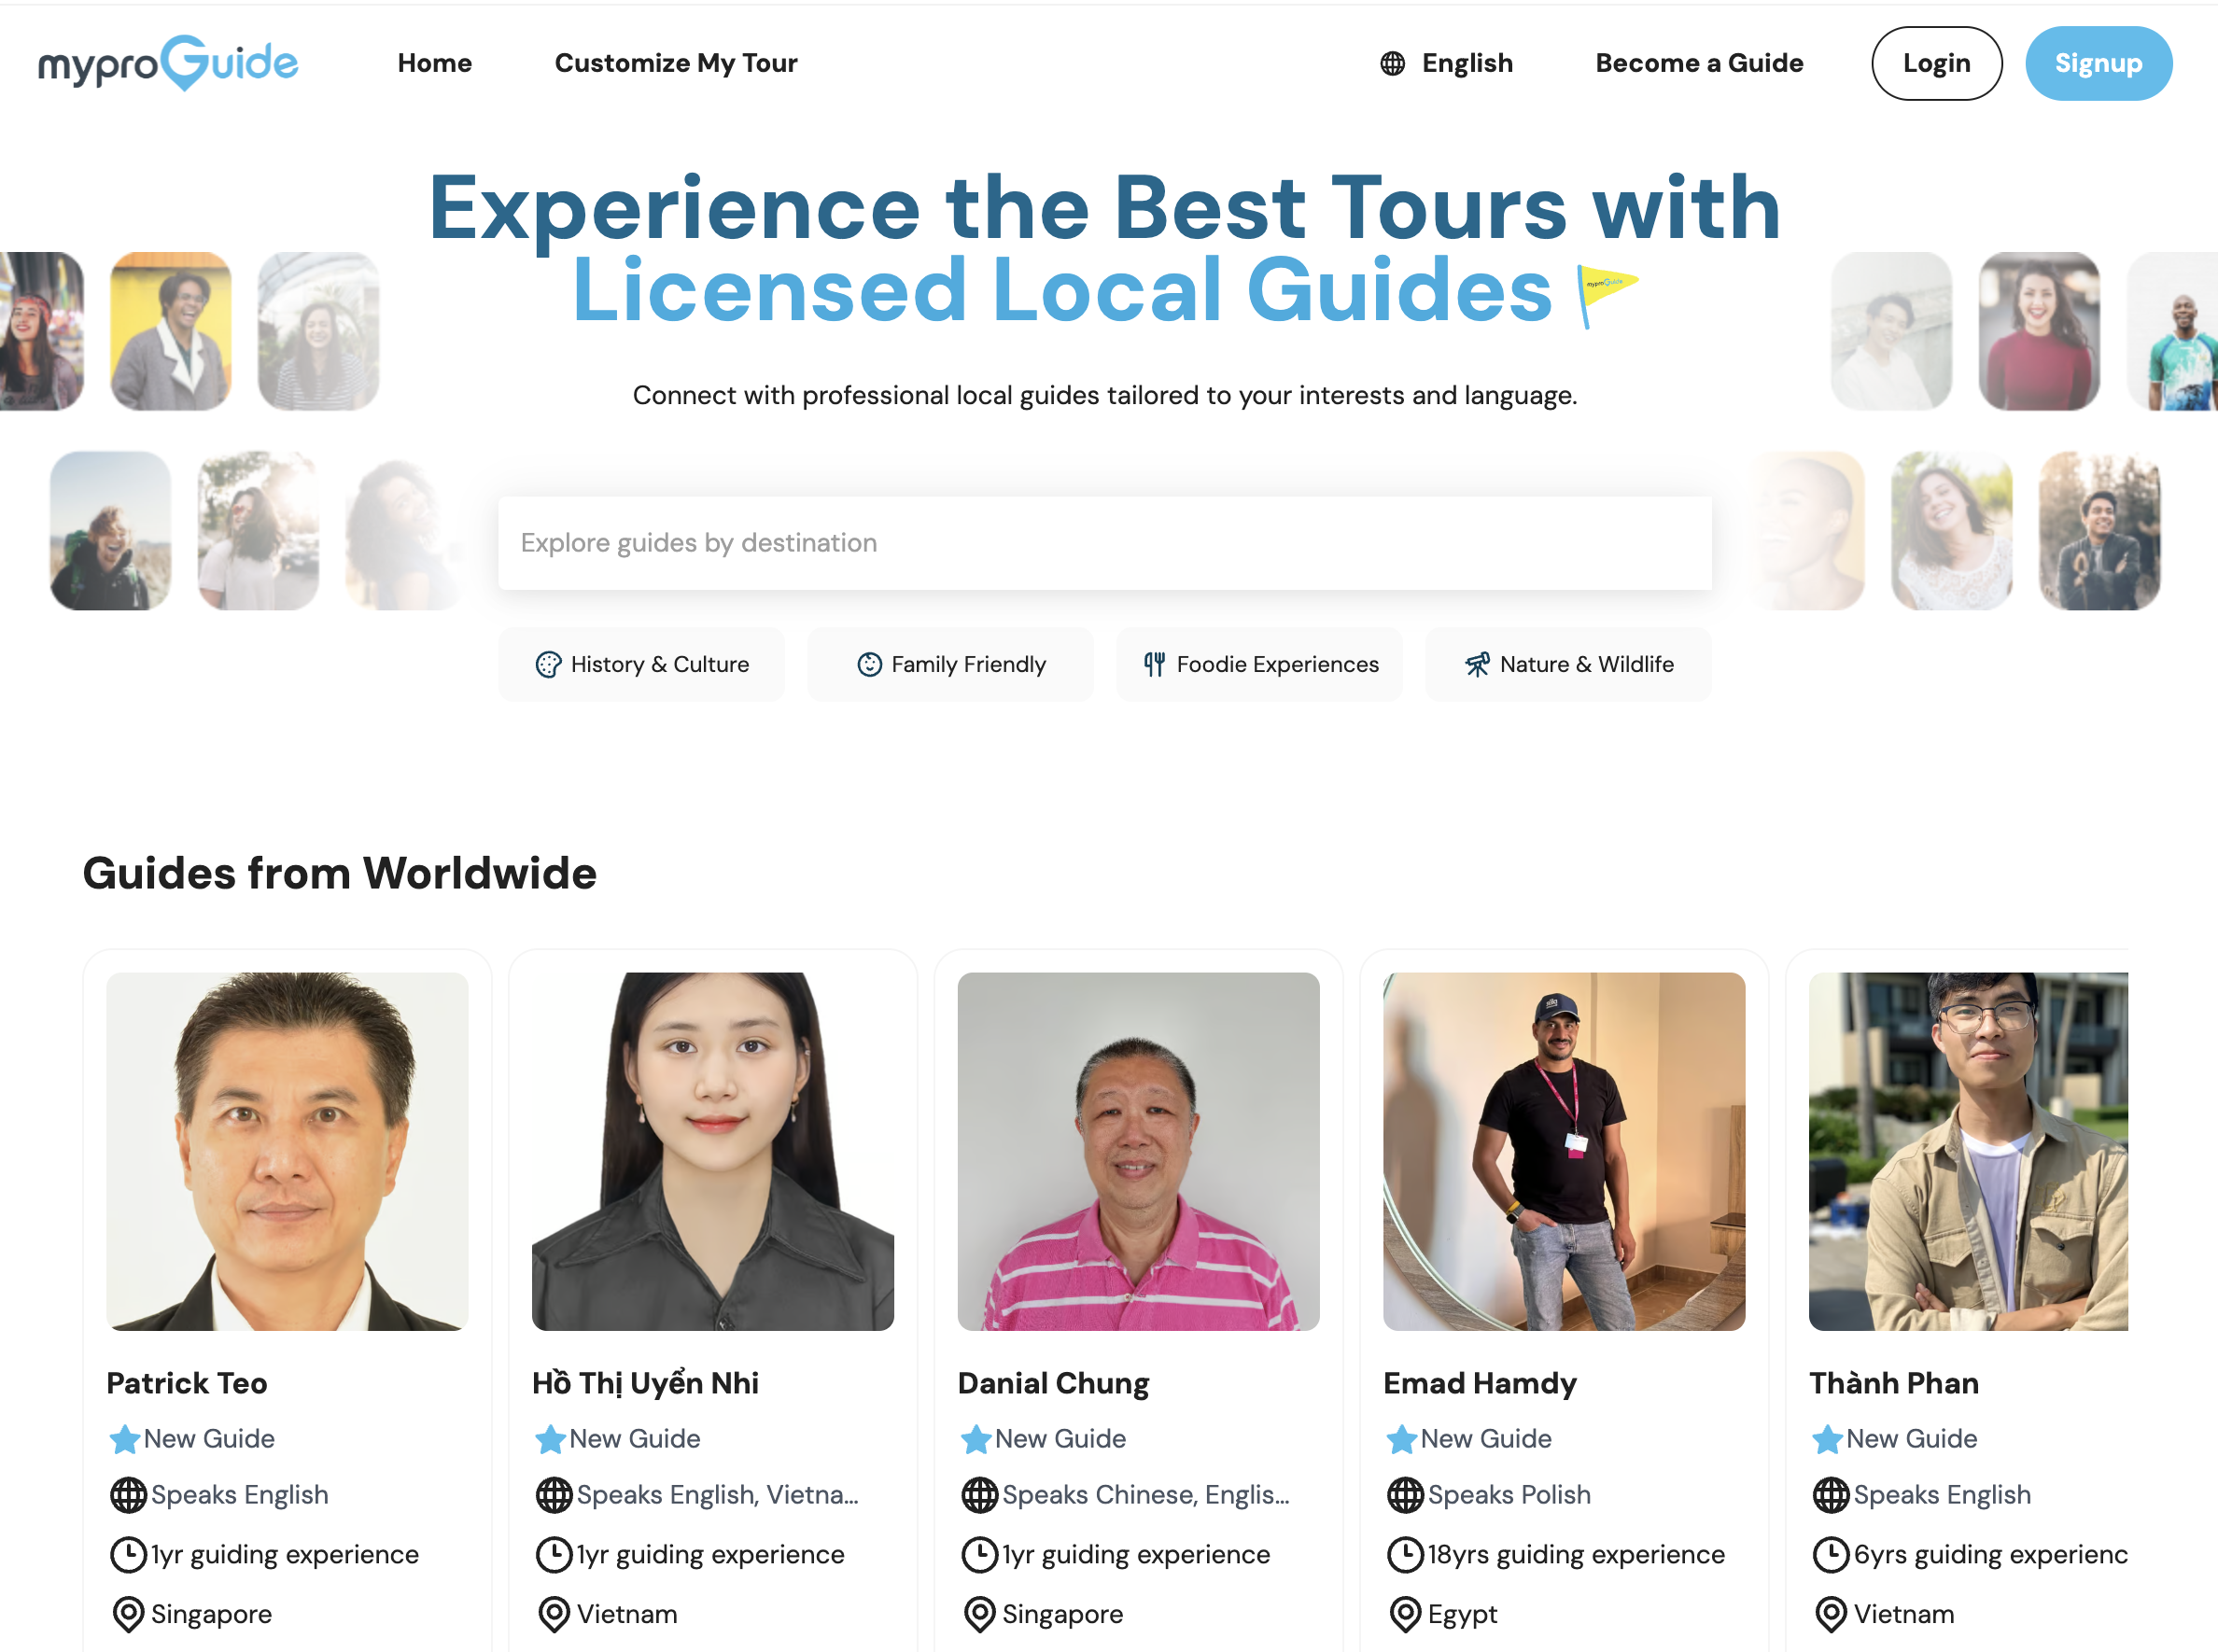 myproGuide
Home
Customize My Tour
English
Become a Guide
Login
Signup
Experience the Best Tours with
Licensed Local Guides
myproGuide
Connect with professional local guides tailored to your interests and language.
Explore guides by destination
History & Culture
Family Friendly
Foodie Experiences
Nature & Wildlife
Guides from Worldwide
Patrick Teo
New Guide
Speaks English
1yr guiding experience
Singapore
Hồ Thị Uyển Nhi
New Guide
Speaks English, Vietna...
1yr guiding experience
Vietnam
Danial Chung
New Guide
Speaks Chinese, Englis...
1yr guiding experience
Singapore
Emad Hamdy
New Guide
Speaks Polish
18yrs guiding experience
Egypt
Thành Phan
New Guide
Speaks English
6yrs guiding experienc
Vietnam